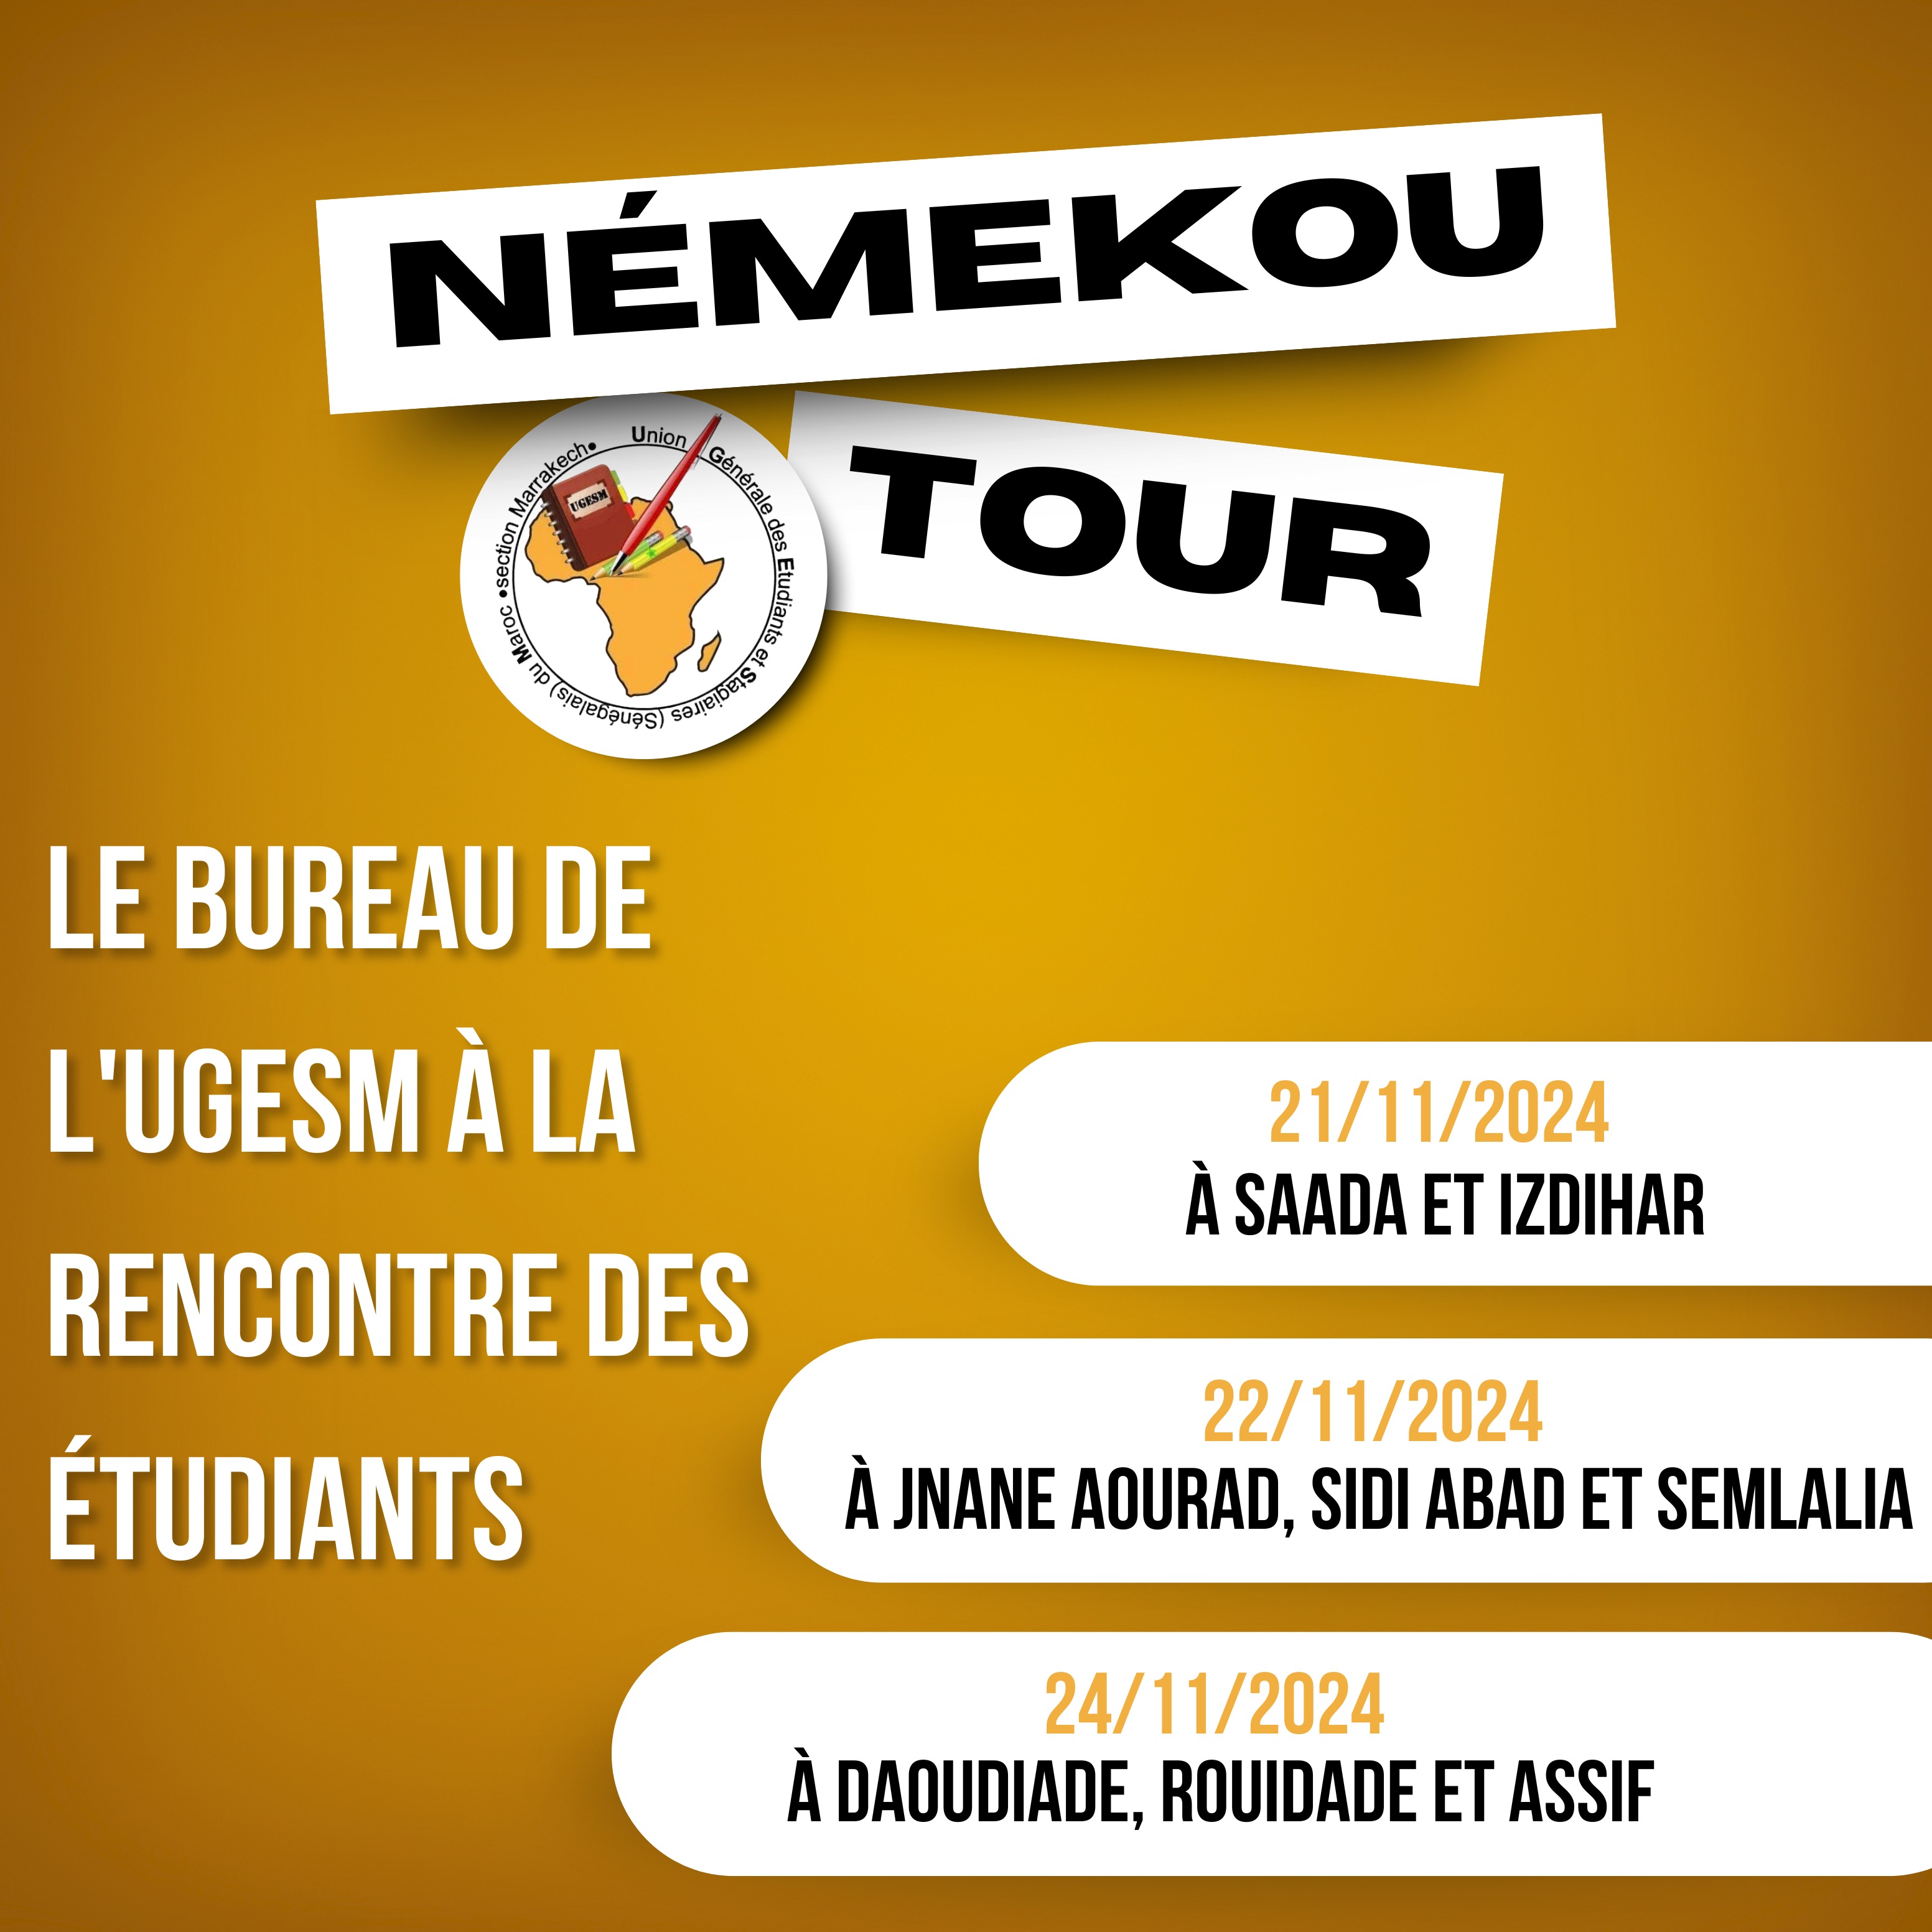 NÉMEKOU
TOUR
Union Générale des Etudiants et Stagiaires (Sénégalais) du Maroc •section Marrakech•
UGESM
LE BUREAU DE
L'UGESM À LA
RENCONTRE DES
ÉTUDIANTS
21/11/2024
À SAADA ET IZDIHAR
22/11/2024
À JNANE AOURAD, SIDI ABAD ET SEMLALIA
24/11/2024
À DAOUDIADE, ROUIDADE ET ASSIF